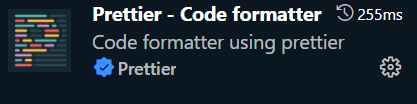 Prettier - Code formatter 255ms
Code formatter using prettier
Prettier